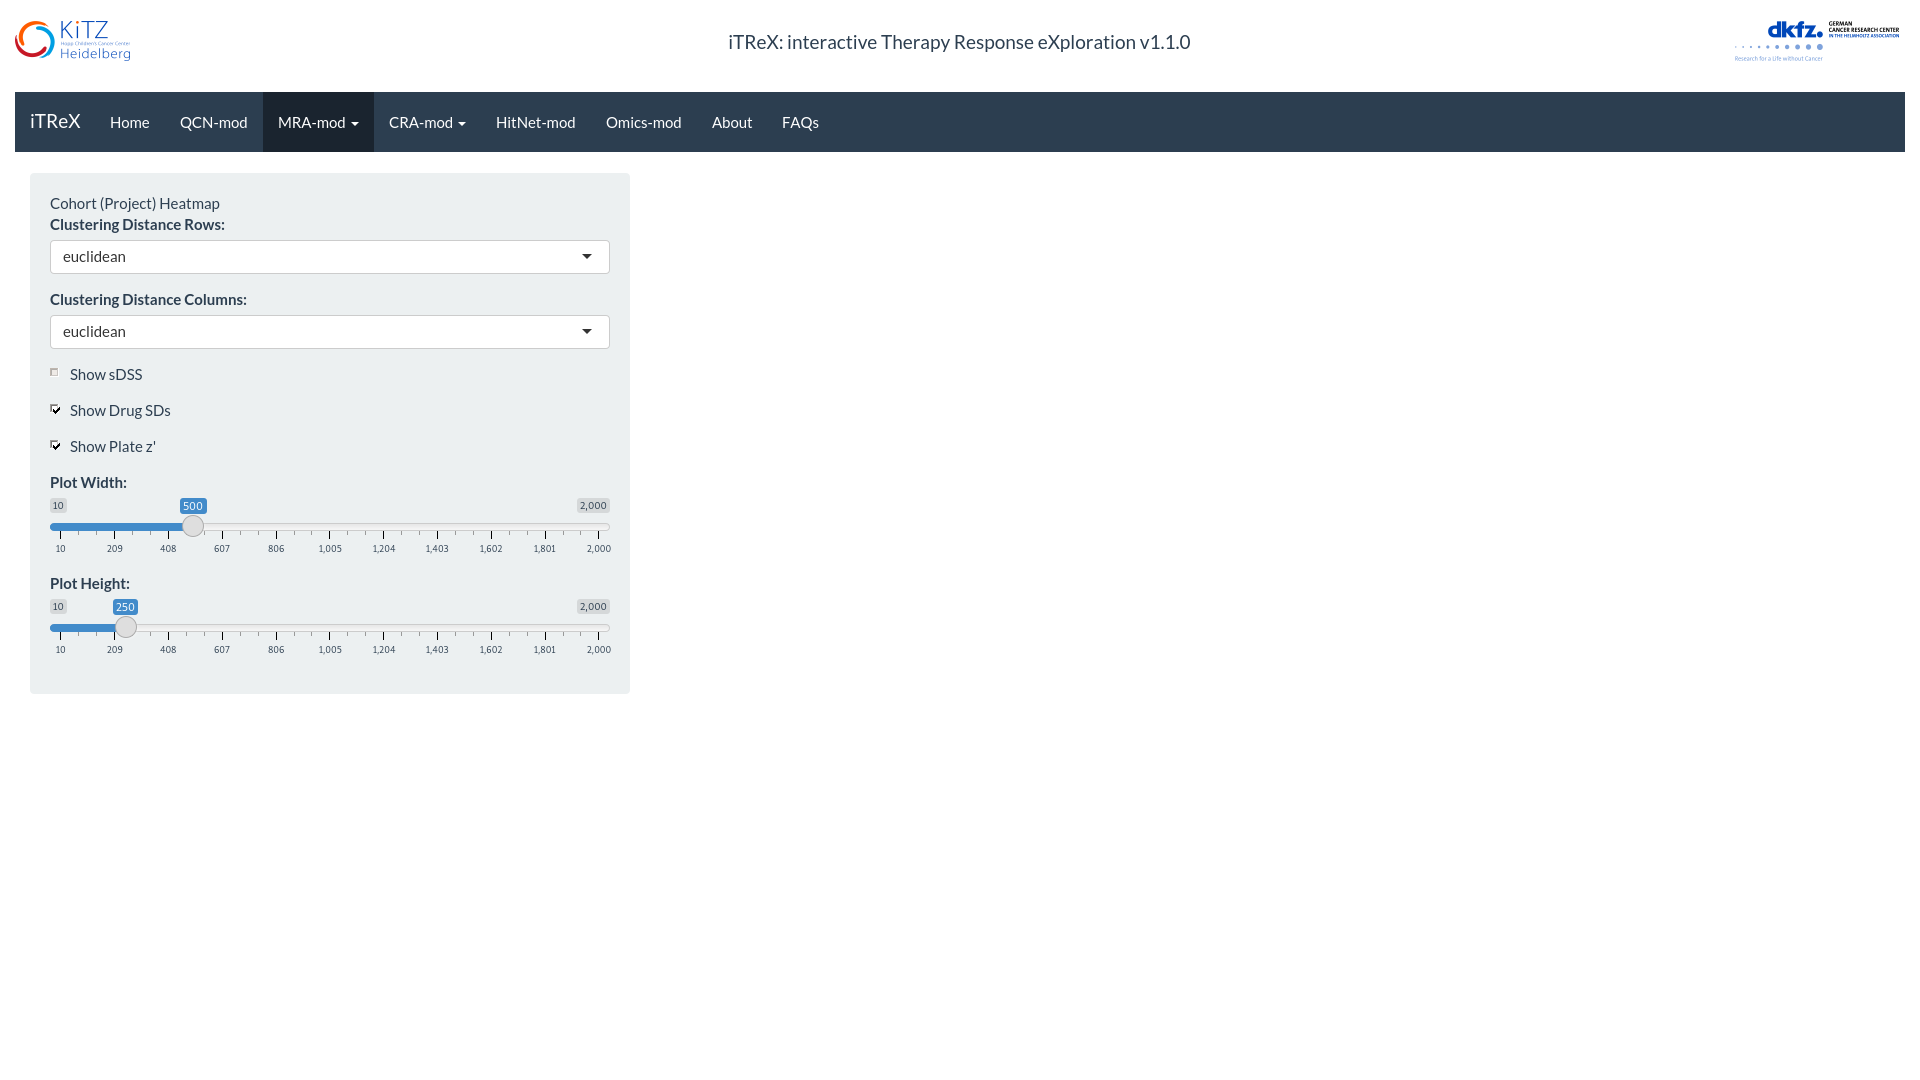 KiTZ
Hopp Children's Cancer Center
Heidelberg
iTReX: interactive Therapy Response eXploration v1.1.0
dkfz.
GERMAN
CANCER RESEARCH CENTER
IN THE HELMHOLTZ ASSOCIATION
Research for a Life without Cancer
iTReX Home QCN-mod MRA-mod CRA-mod HitNet-mod Omics-mod About FAQs
Cohort (Project) Heatmap
Clustering Distance Rows:
euclidean
Clustering Distance Columns:
euclidean
Show sDSS
Show Drug SDs
Show Plate z'
Plot Width:
10 500 2,000
10 209 408 607 806 1,005 1,204 1,403 1,602 1,801 2,000
Plot Height:
10 250 2,000
10 209 408 607 806 1,005 1,204 1,403 1,602 1,801 2,000